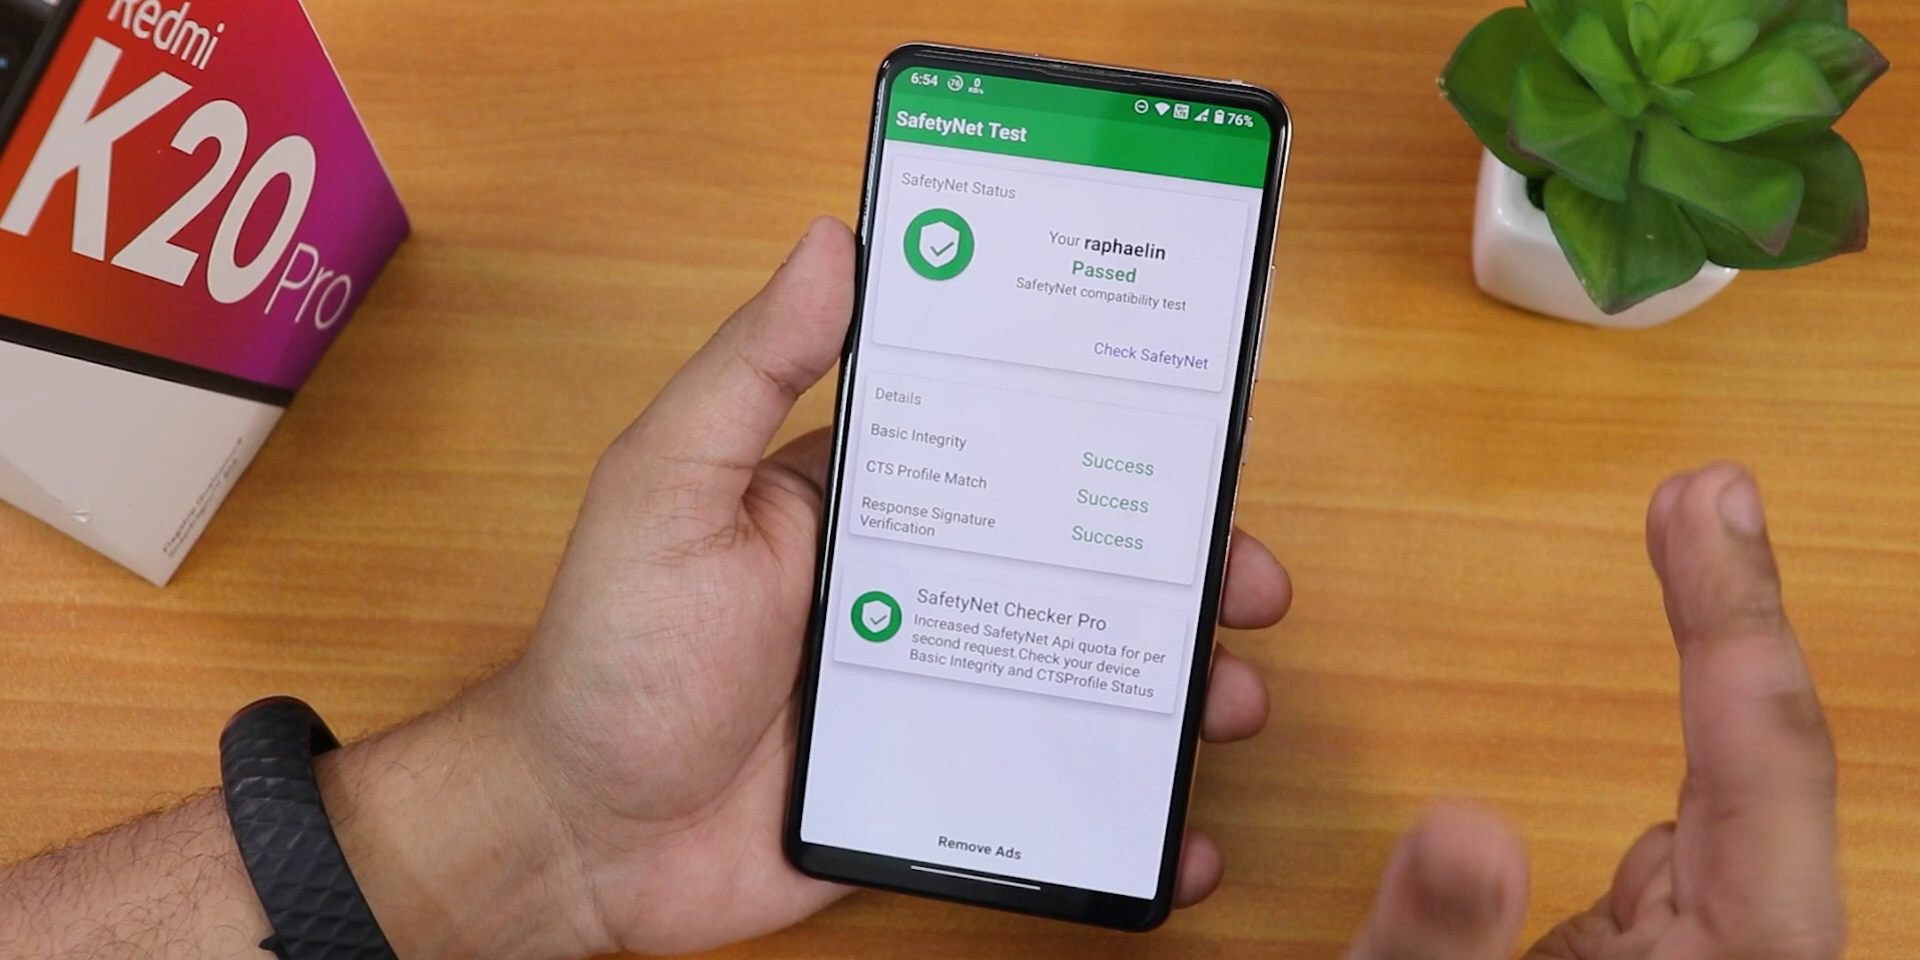 Redmi
K20 Pro
6:54
76%
SafetyNet Test
SafetyNet Status
Your raphaelin
Passed
SafetyNet compatibility test
Check SafetyNet
Details
Basic Integrity
Success
CTS Profile Match
Success
Response Signature
Verification
Success
SafetyNet Checker Pro
Increased SafetyNet Api quota for per
second request.Check your device
Basic Integrity and CTSProfile Status
Remove Ads